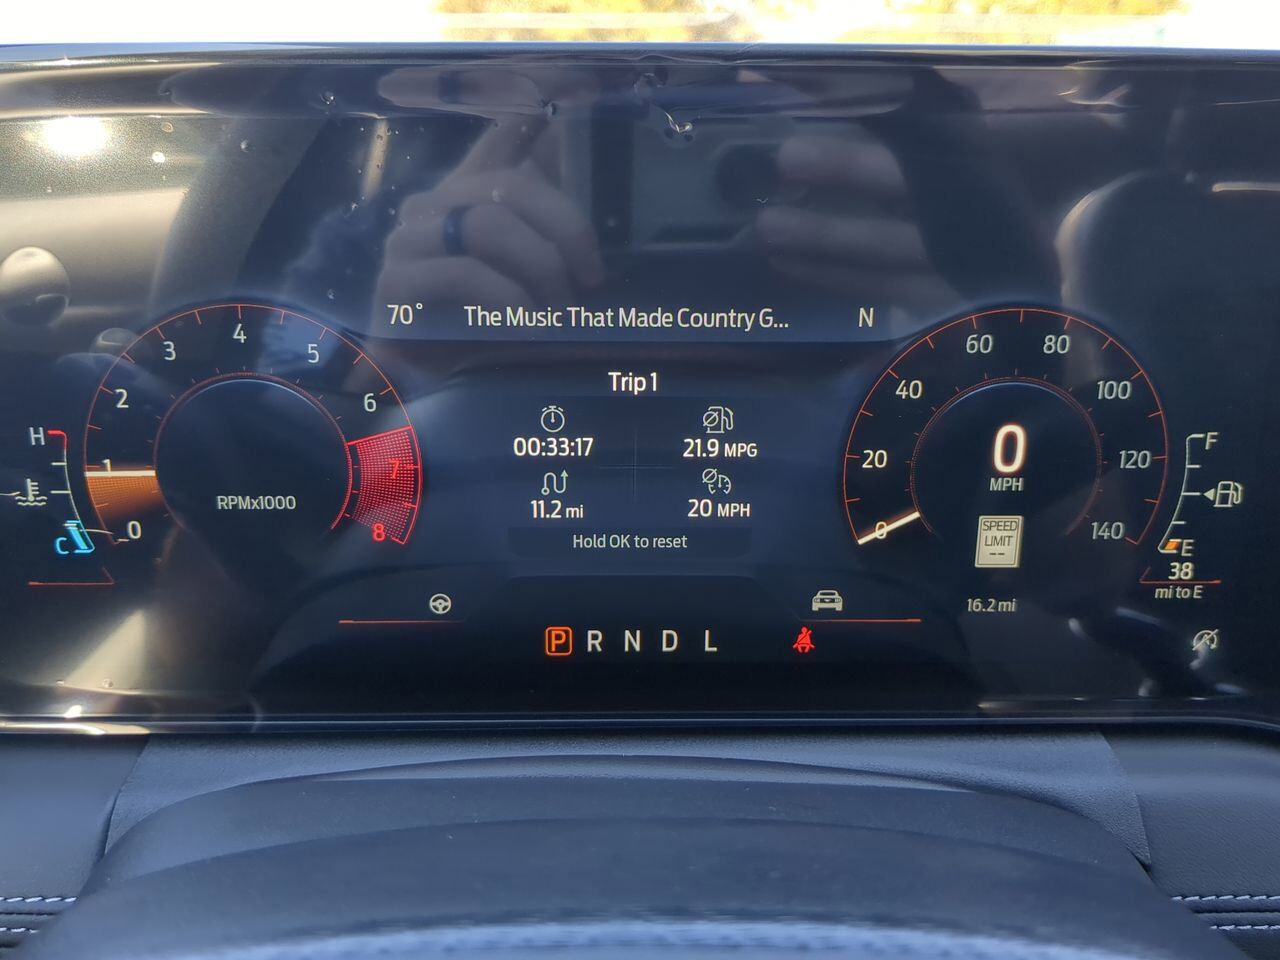 70° The Music That Made Country G... N
Trip 1
00:33:17 21.9 MPG
11.2 mi 20 MPH
Hold OK to reset
0 1 2 3 4 5 6 7 8
RPMx1000
H
C
0 20 40 60 80 100 120 140
0
MPH
SPEED
LIMIT
--
16.2 mi
F
E
38
mi to E
P R N D L